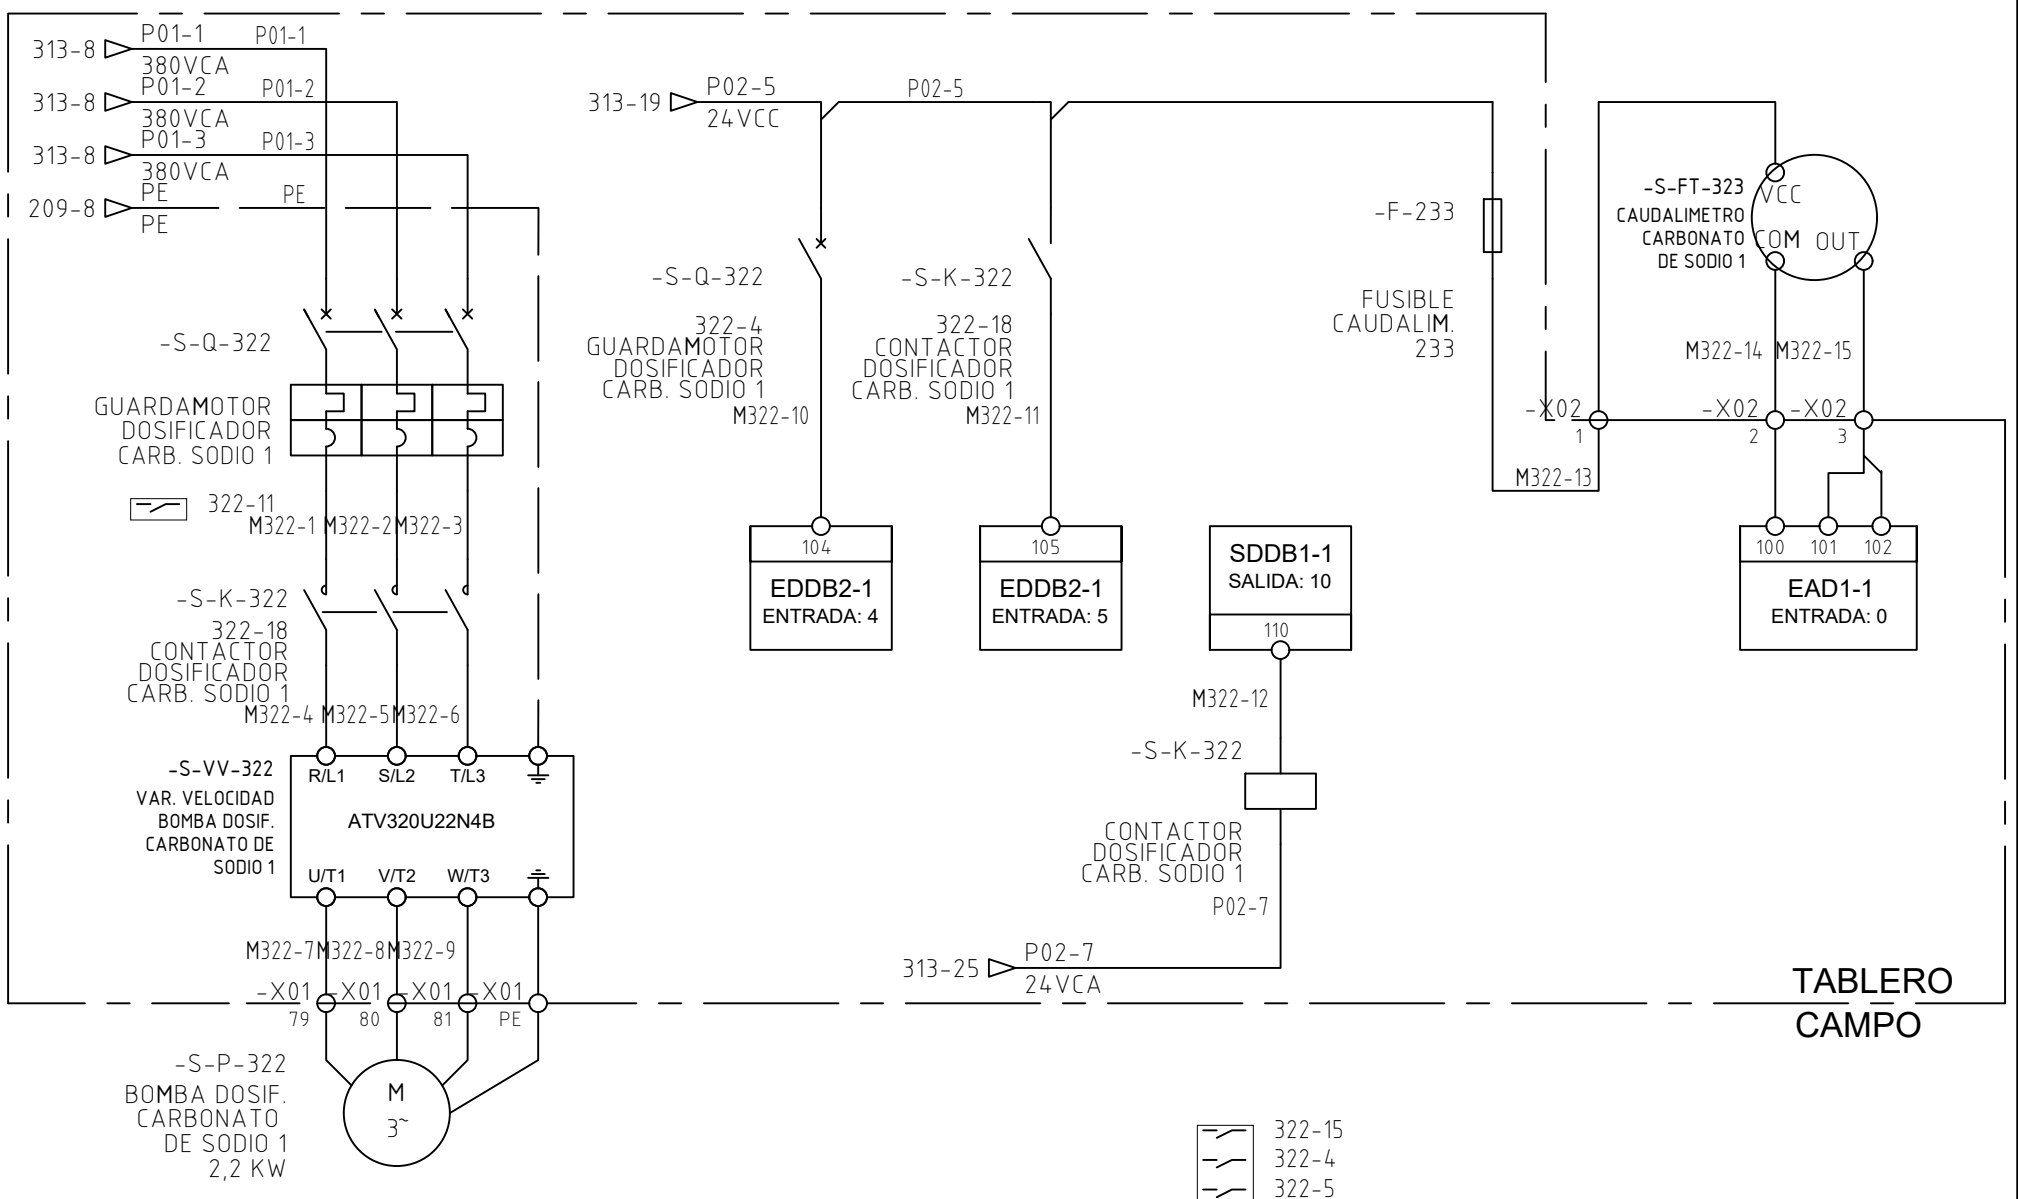 313-8
P01-1
P01-1
380VCA
313-8
P01-2
P01-2
380VCA
313-8
P01-3
P01-3
380VCA
209-8
PE
PE
PE
313-19
P02-5
24VCC
P02-5
-S-Q-322
GUARDAMOTOR
DOSIFICADOR
CARB. SODIO 1
322-11
M322-1
M322-2
M322-3
-S-K-322
322-18
CONTACTOR
DOSIFICADOR
CARB. SODIO 1
M322-4
M322-5
M322-6
-S-VV-322
VAR. VELOCIDAD
BOMBA DOSIF.
CARBONATO DE
SODIO 1
R/L1
S/L2
T/L3
ATV320U22N4B
U/T1
V/T2
W/T3
M322-7
M322-8
M322-9
-X01
-X01
-X01
-X01
79
80
81
PE
-S-P-322
BOMBA DOSIF.
CARBONATO
DE SODIO 1
2,2 KW
M
3~
-S-Q-322
322-4
GUARDAMOTOR
DOSIFICADOR
CARB. SODIO 1
M322-10
104
EDDB2-1
ENTRADA: 4
-S-K-322
322-18
CONTACTOR
DOSIFICADOR
CARB. SODIO 1
M322-11
105
EDDB2-1
ENTRADA: 5
SDDB1-1
SALIDA: 10
110
M322-12
-S-K-322
CONTACTOR
DOSIFICADOR
CARB. SODIO 1
P02-7
313-25
P02-7
24VCA
-F-233
FUSIBLE
CAUDALIM.
233
M322-13
-S-FT-323
CAUDALIMETRO
CARBONATO
DE SODIO 1
VCC
COM
OUT
M322-14
M322-15
-X02
-X02
-X02
1
2
3
100
101
102
EAD1-1
ENTRADA: 0
TABLERO
CAMPO
322-15
322-4
322-5